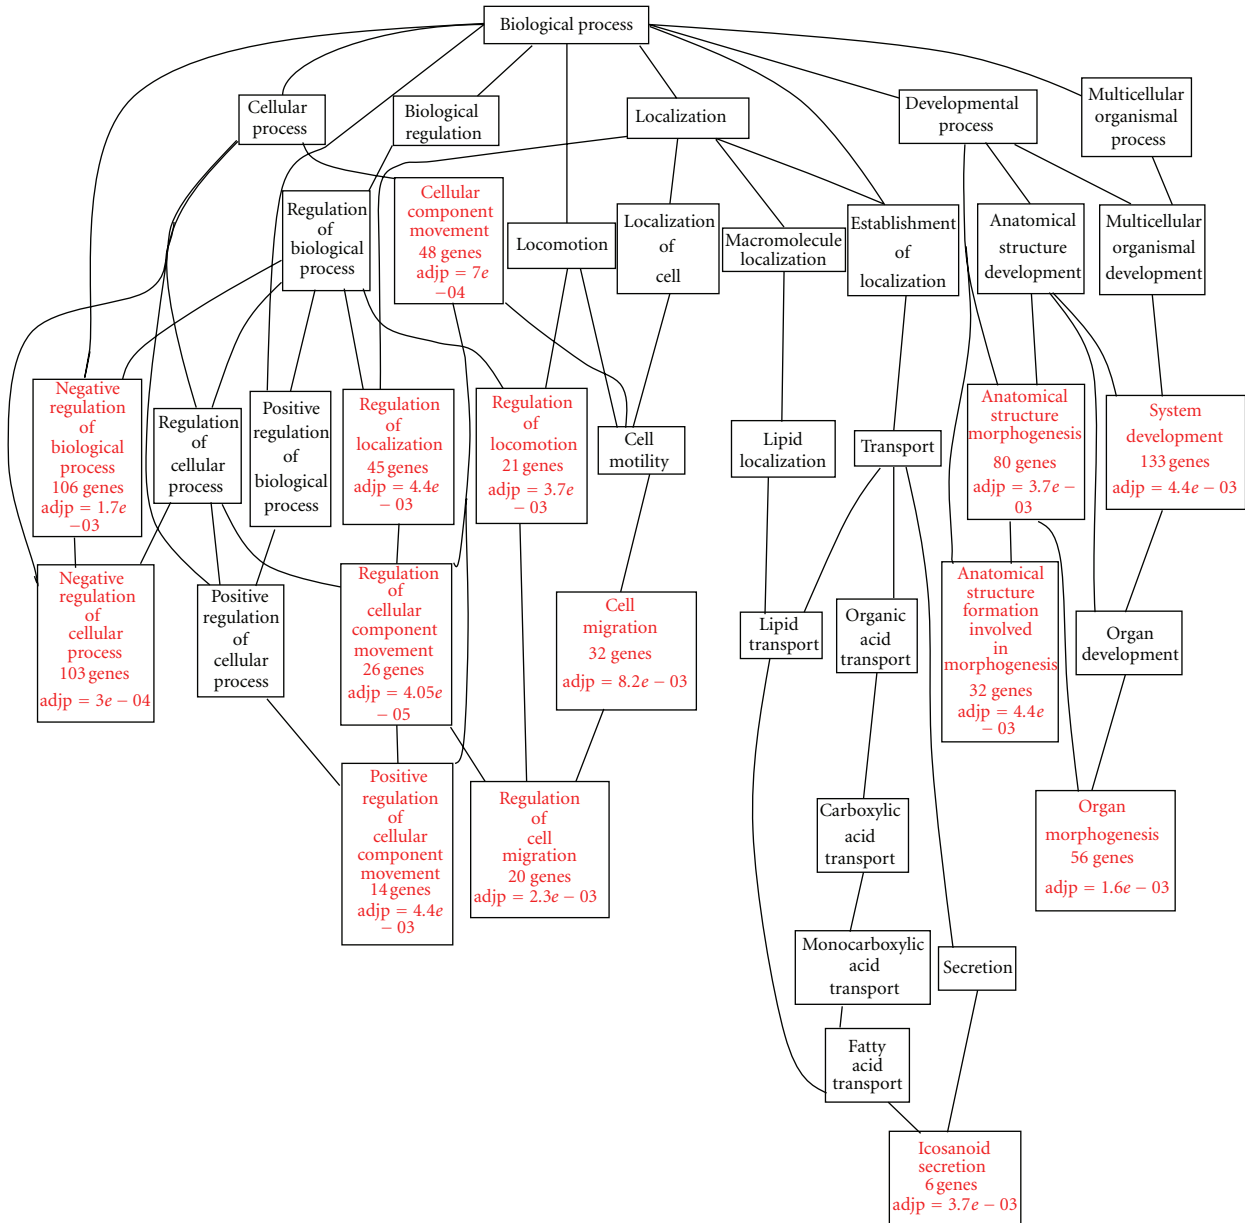 Biological process
Cellular
process
Biological
regulation
Localization
Developmental
process
Multicellular
organismal
process
Regulation
of
biological
process
Cellular
component
movement
48 genes
adjp = 7e
−04
Locomotion
Localization
of
cell
Macromolecule
localization
Establishment
of
localization
Anatomical
structure
development
Multicellular
organismal
development
Negative
regulation
of
biological
process
106 genes
adjp = 1.7e
−03
Regulation
of
cellular
process
Positive
regulation
of
biological
process
Regulation
of
localization
45 genes
adjp = 4.4e
− 03
Regulation
of
locomotion
21 genes
adjp = 3.7e
− 03
Cell
motility
Lipid
localization
Transport
Anatomical
structure
morphogenesis
80 genes
adjp = 3.7e −
03
System
development
133 genes
adjp = 4.4e − 03
Negative
regulation
of
cellular
process
103 genes
adjp = 3e − 04
Positive
regulation
of
cellular
process
Regulation
of
cellular
component
movement
26 genes
adjp = 4.05e
− 05
Cell
migration
32 genes
adjp = 8.2e − 03
Lipid
transport
Organic
acid
transport
Anatomical
structure
formation
involved
in
morphogenesis
32 genes
adjp = 4.4e
− 03
Organ
development
Positive
regulation
of
cellular
component
movement
14 genes
adjp = 4.4e
− 03
Regulation
of
cell
migration
20 genes
adjp = 2.3e − 03
Carboxylic
acid
transport
Organ
morphogenesis
56 genes
adjp = 1.6e − 03
Monocarboxylic
acid
transport
Secretion
Fatty
acid
transport
Icosanoid
secretion
6 genes
adjp = 3.7e − 03